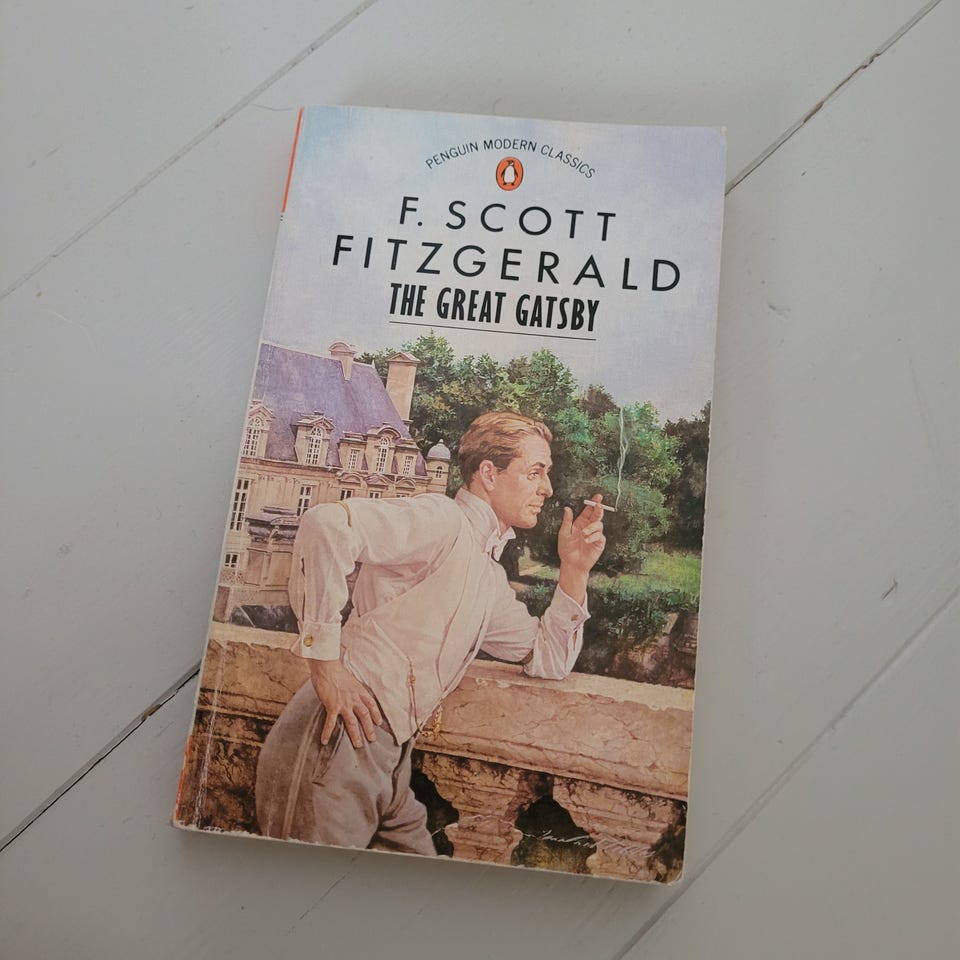 PENGUIN MODERN CLASSICS
F. SCOTT
FITZGERALD
THE GREAT GATSBY